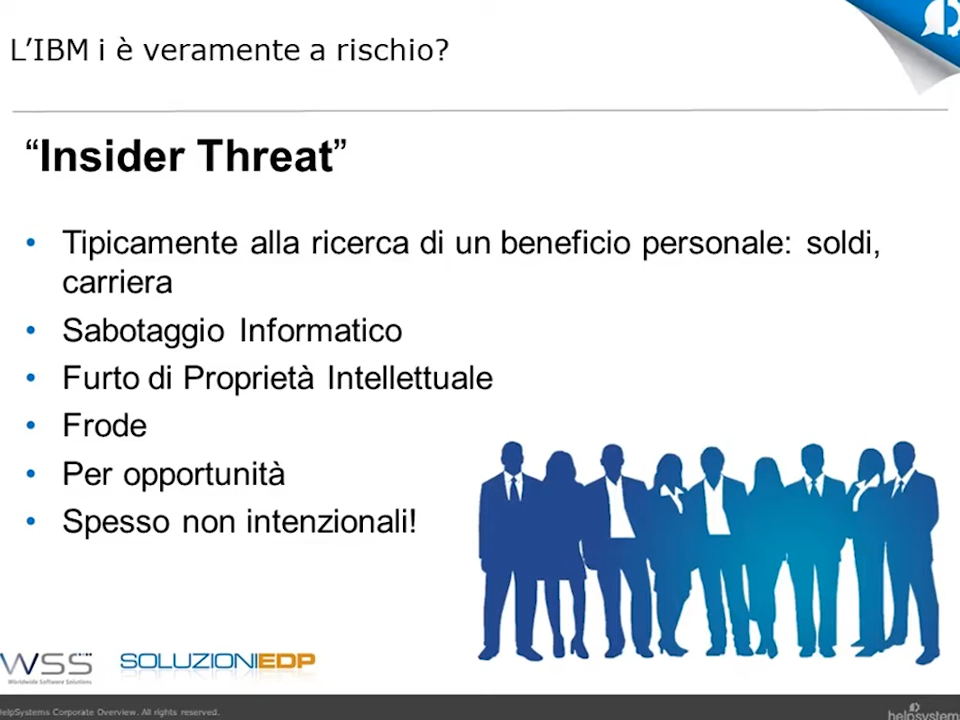 L’IBM i è veramente a rischio?
“Insider Threat”
• Tipicamente alla ricerca di un beneficio personale: soldi,
carriera
• Sabotaggio Informatico
• Furto di Proprietà Intellettuale
• Frode
• Per opportunità
• Spesso non intenzionali!
WSS
Worldwide Software Solutions
SOLUZIONIEDP
HelpSystems Corporate Overview. All rights reserved.
helpsystems